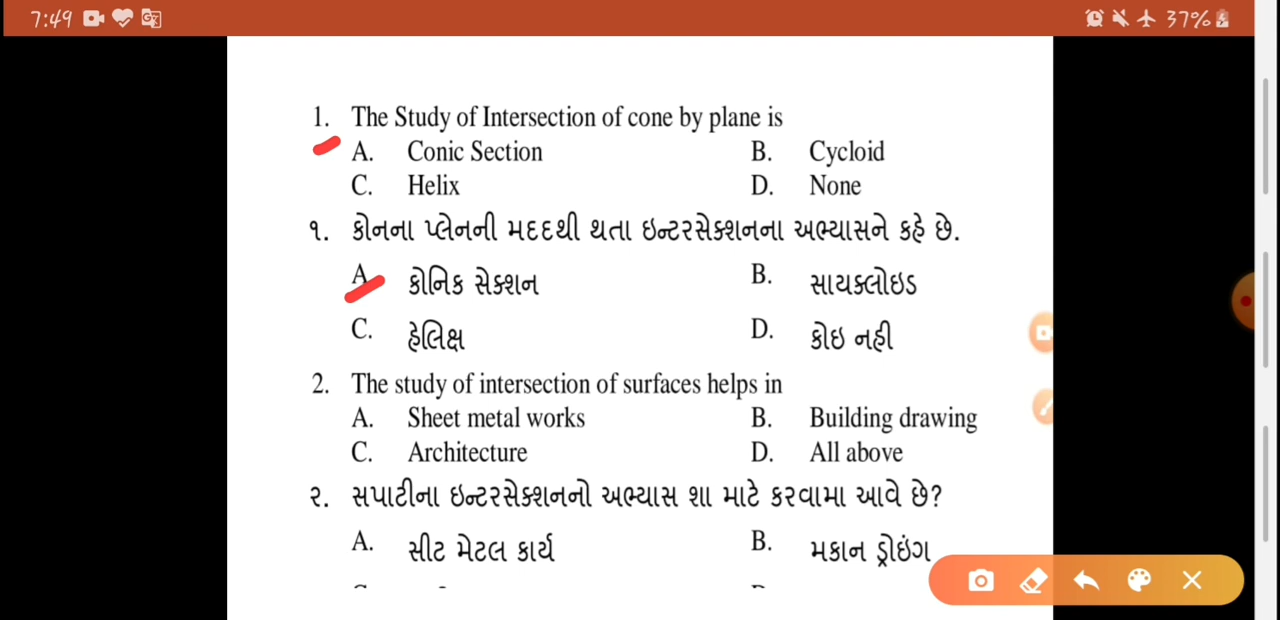 7:49
37%
1. The Study of Intersection of cone by plane is
A. Conic Section B. Cycloid
C. Helix D. None
૧. કોનના પ્લેનની મદદથી થતા ઇન્ટરસેક્શનના અભ્યાસને કહે છે.
A. કોનિક સેક્શન B. સાયક્લોઇડ
C. હેલિક્ષ D. કોઇ નહી
2. The study of intersection of surfaces helps in
A. Sheet metal works B. Building drawing
C. Architecture D. All above
૨. સપાટીના ઇન્ટરસેક્શનનો અભ્યાસ શા માટે કરવામા આવે છે?
A. સીટ મેટલ કાર્ય B. મકાન ડ્રોઇંગ